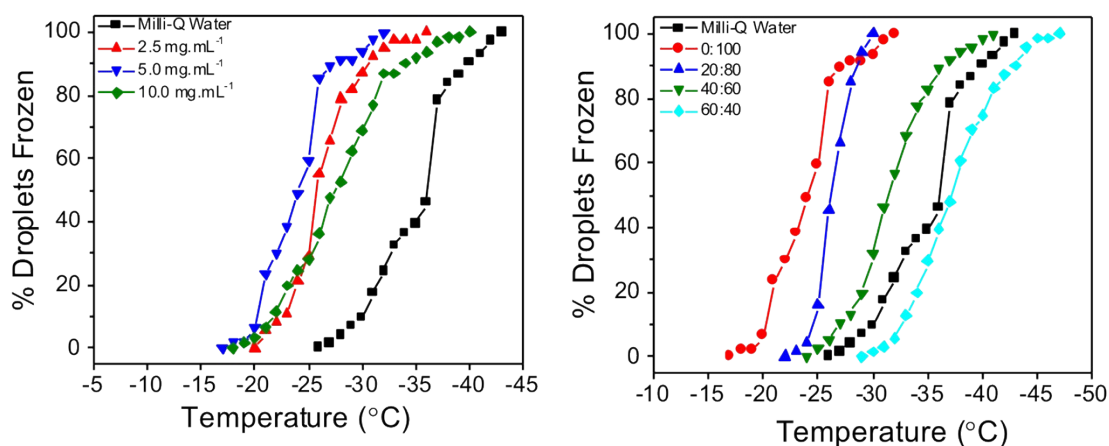 % Droplets Frozen
100
80
60
40
20
0
Milli-Q Water
2.5 mg.mL⁻¹
5.0 mg.mL⁻¹
10.0 mg.mL⁻¹
-5 -10 -15 -20 -25 -30 -35 -40 -45
Temperature (°C)
% Droplets Frozen
100
80
60
40
20
0
Milli-Q Water
0:100
20:80
40:60
60:40
-10 -15 -20 -25 -30 -35 -40 -45 -50
Temperature (°C)